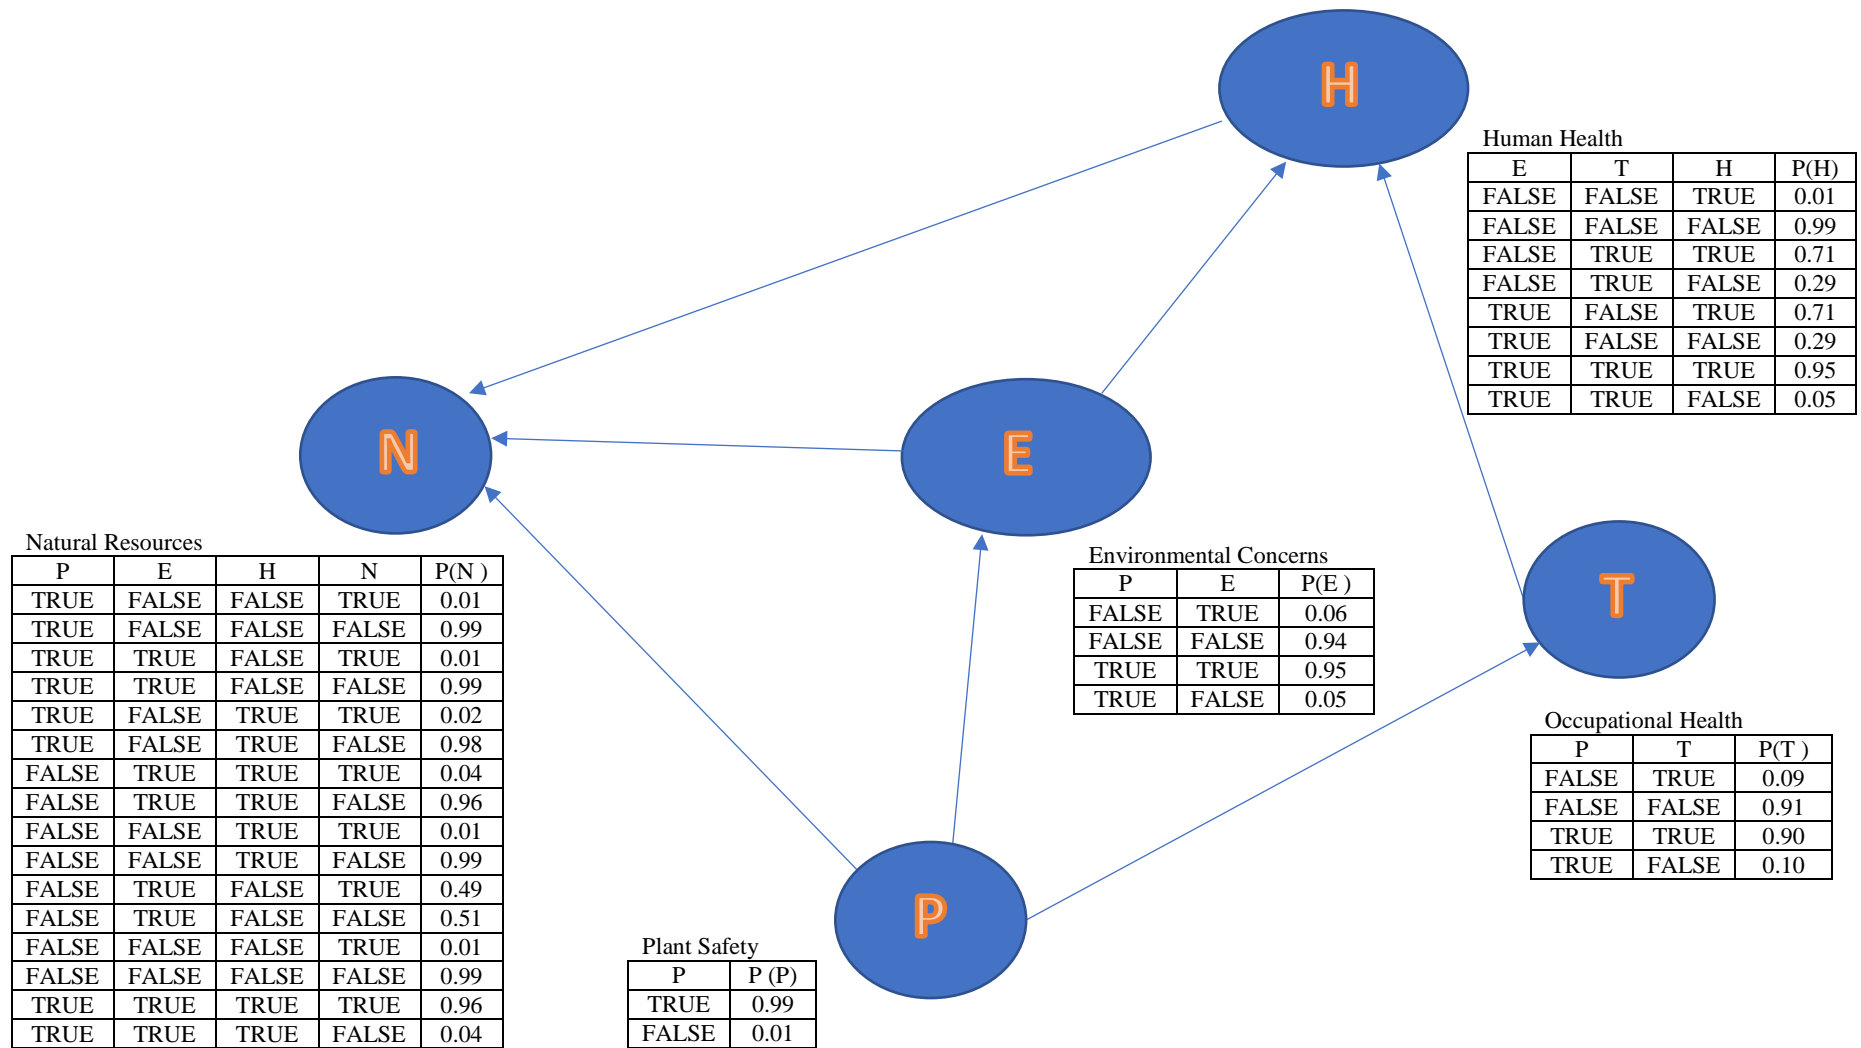 H
Human Health
E T H P(H)
FALSE FALSE TRUE 0.01
FALSE FALSE FALSE 0.99
FALSE TRUE TRUE 0.71
FALSE TRUE FALSE 0.29
TRUE FALSE TRUE 0.71
TRUE FALSE FALSE 0.29
TRUE TRUE TRUE 0.95
TRUE TRUE FALSE 0.05
N
E
Natural Resources
P E H N P(N )
TRUE FALSE FALSE TRUE 0.01
TRUE FALSE FALSE FALSE 0.99
TRUE TRUE FALSE TRUE 0.01
TRUE TRUE FALSE FALSE 0.99
TRUE FALSE TRUE TRUE 0.02
TRUE FALSE TRUE FALSE 0.98
FALSE TRUE TRUE TRUE 0.04
FALSE TRUE TRUE FALSE 0.96
FALSE FALSE TRUE TRUE 0.01
FALSE FALSE TRUE FALSE 0.99
FALSE TRUE FALSE TRUE 0.49
FALSE TRUE FALSE FALSE 0.51
FALSE FALSE FALSE TRUE 0.01
FALSE FALSE FALSE FALSE 0.99
TRUE TRUE TRUE TRUE 0.96
TRUE TRUE TRUE FALSE 0.04
Environmental Concerns
P E P(E )
FALSE TRUE 0.06
FALSE FALSE 0.94
TRUE TRUE 0.95
TRUE FALSE 0.05
T
Occupational Health
P T P(T )
FALSE TRUE 0.09
FALSE FALSE 0.91
TRUE TRUE 0.90
TRUE FALSE 0.10
P
Plant Safety
P P (P)
TRUE 0.99
FALSE 0.01